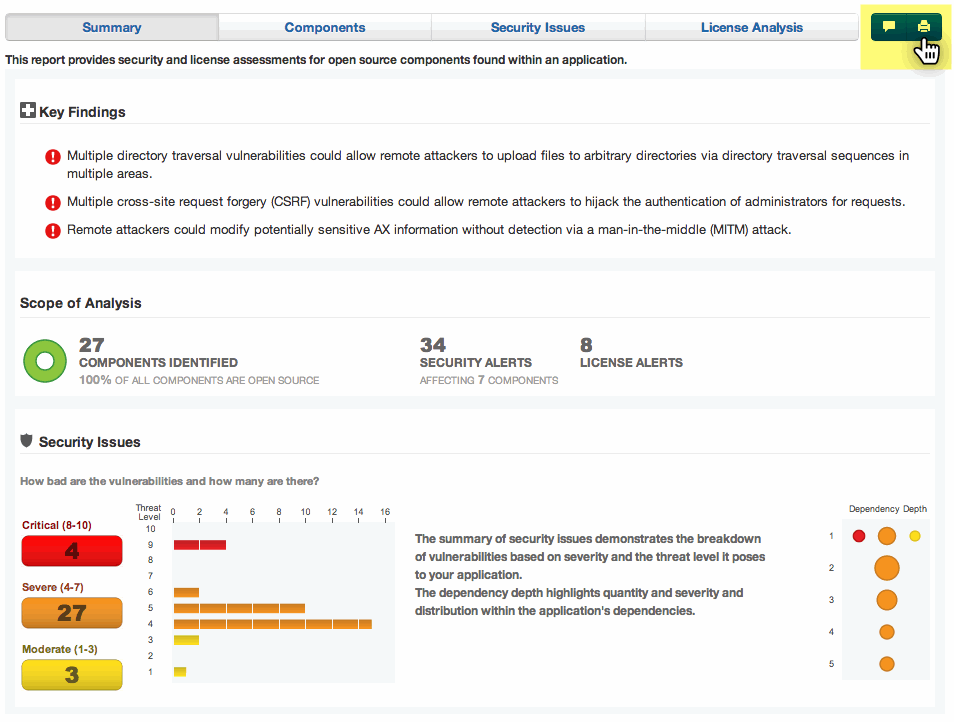 Summary
Components
Security Issues
License Analysis
This report provides security and license assessments for open source components found within an application.
Key Findings
Multiple directory traversal vulnerabilities could allow remote attackers to upload files to arbitrary directories via directory traversal sequences in
multiple areas.
Multiple cross-site request forgery (CSRF) vulnerabilities could allow remote attackers to hijack the authentication of administrators for requests.
Remote attackers could modify potentially sensitive AX information without detection via a man-in-the-middle (MITM) attack.
Scope of Analysis
27
COMPONENTS IDENTIFIED
100% OF ALL COMPONENTS ARE OPEN SOURCE
34
SECURITY ALERTS
AFFECTING 7 COMPONENTS
8
LICENSE ALERTS
Security Issues
How bad are the vulnerabilities and how many are there?
Critical (8-10)
4
Severe (4-7)
27
Moderate (1-3)
3
Threat
Level
0 2 4 6 8 10 12 14 16
10
9
8
7
6
5
4
3
2
1
The summary of security issues demonstrates the breakdown
of vulnerabilities based on severity and the threat level it poses
to your application.
The dependency depth highlights quantity and severity and
distribution within the application's dependencies.
Dependency Depth
1
2
3
4
5